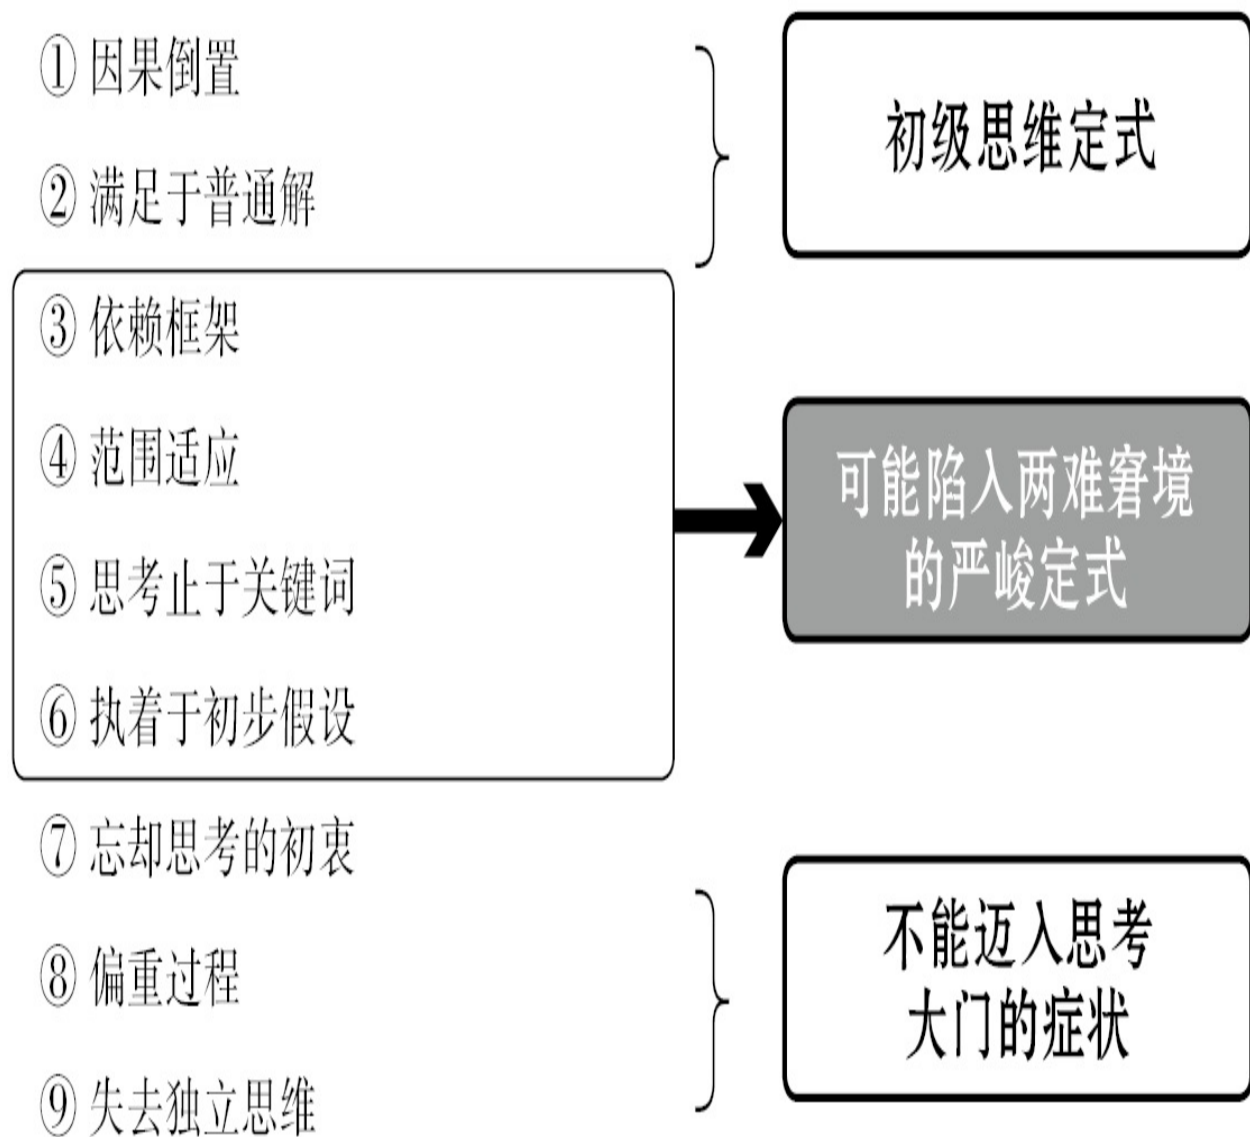 ① 因果倒置
② 满足于普通解
初级思维定式
③ 依赖框架
④ 范围适应
⑤ 思考止于关键词
⑥ 执着于初步假设
可能陷入两难窘境
的严峻定式
⑦ 忘却思考的初衷
⑧ 偏重过程
⑨ 失去独立思维
不能迈入思考
大门的症状